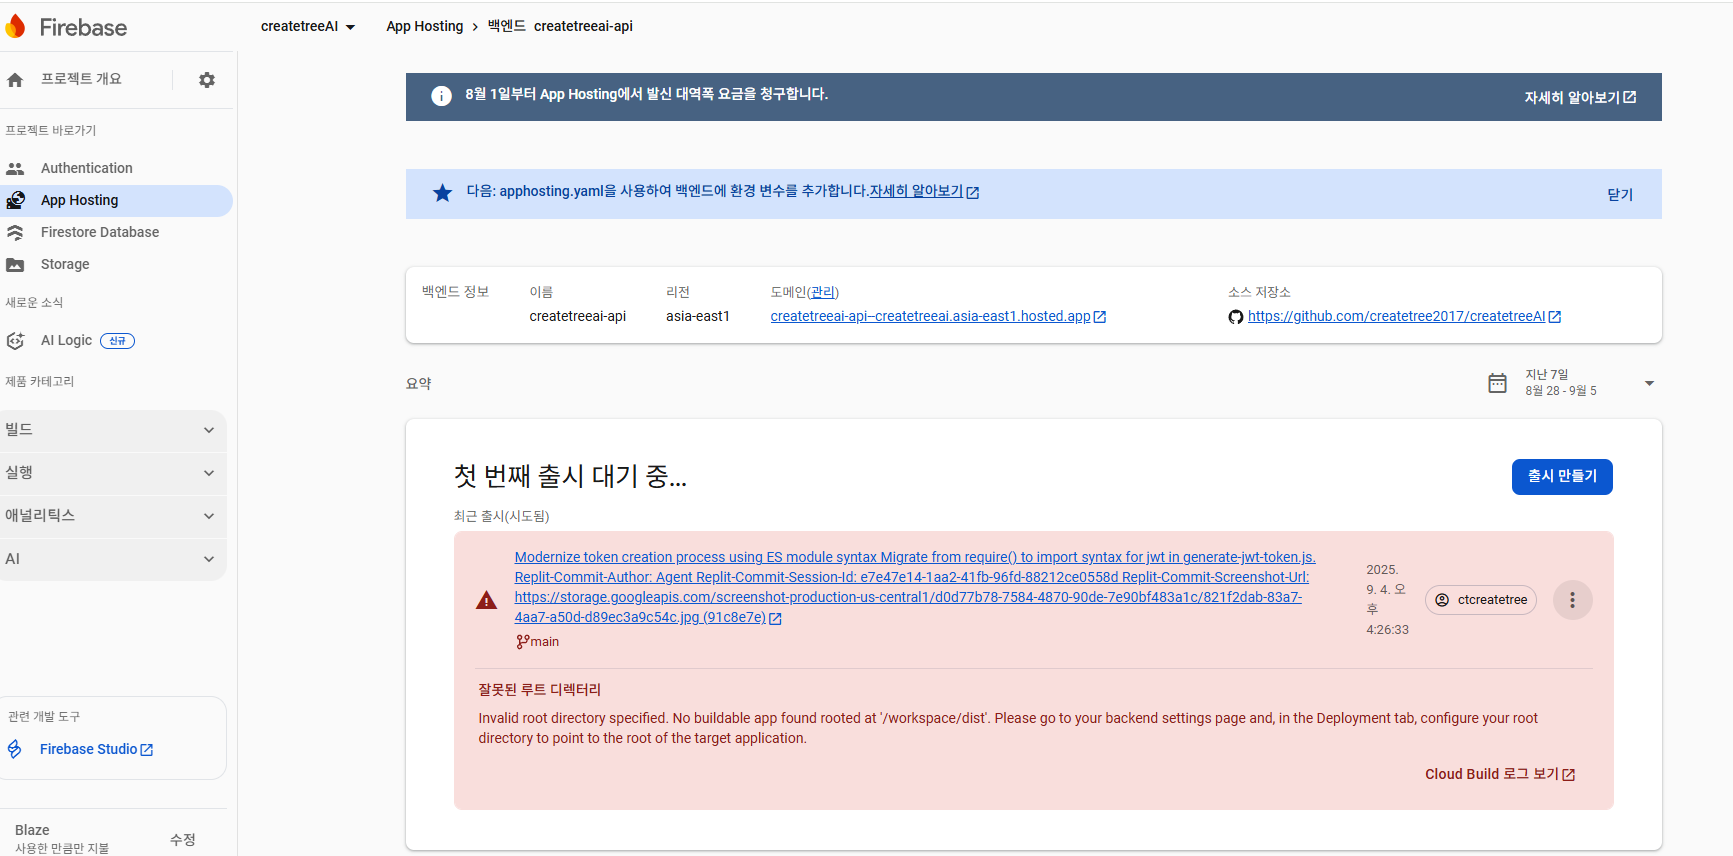 Firebase
createtreeAI
App Hosting > 백엔드 createtreeai-api
프로젝트 개요
프로젝트 바로가기
Authentication
App Hosting
Firestore Database
Storage
새로운 소식
AI Logic 신규
제품 카테고리
빌드
실행
애널리틱스
AI
관련 개발 도구
Firebase Studio
Blaze
사용한 만큼만 지불
수정
8월 1일부터 App Hosting에서 발신 대역폭 요금을 청구합니다.
자세히 알아보기
다음: apphosting.yaml을 사용하여 백엔드에 환경 변수를 추가합니다.자세히 알아보기
닫기
백엔드 정보
이름
createtreeai-api
리전
asia-east1
도메인(관리)
createtreeai-api--createtreeai.asia-east1.hosted.app
소스 저장소
https://github.com/createtree2017/createtreeAI
요약
지난 7일
8월 28 - 9월 5
첫 번째 출시 대기 중...
출시 만들기
최근 출시(시도됨)
Modernize token creation process using ES module syntax Migrate from require() to import syntax for jwt in generate-jwt-token.js.
Replit-Commit-Author: Agent Replit-Commit-Session-Id: e7e47e14-1aa2-41fb-96fd-88212ce0558d Replit-Commit-Screenshot-Url:
https://storage.googleapis.com/screenshot-production-us-central1/d0d77b78-7584-4870-90de-7e90bf483a1c/821f2dab-83a7-
4aa7-a50d-d89ec3a9c54c.jpg (91c8e7e)
main
2025.
9. 4. 오
후
4:26:33
ctcreatetree
잘못된 루트 디렉터리
Invalid root directory specified. No buildable app found rooted at '/workspace/dist'. Please go to your backend settings page and, in the Deployment tab, configure your root
directory to point to the root of the target application.
Cloud Build 로그 보기